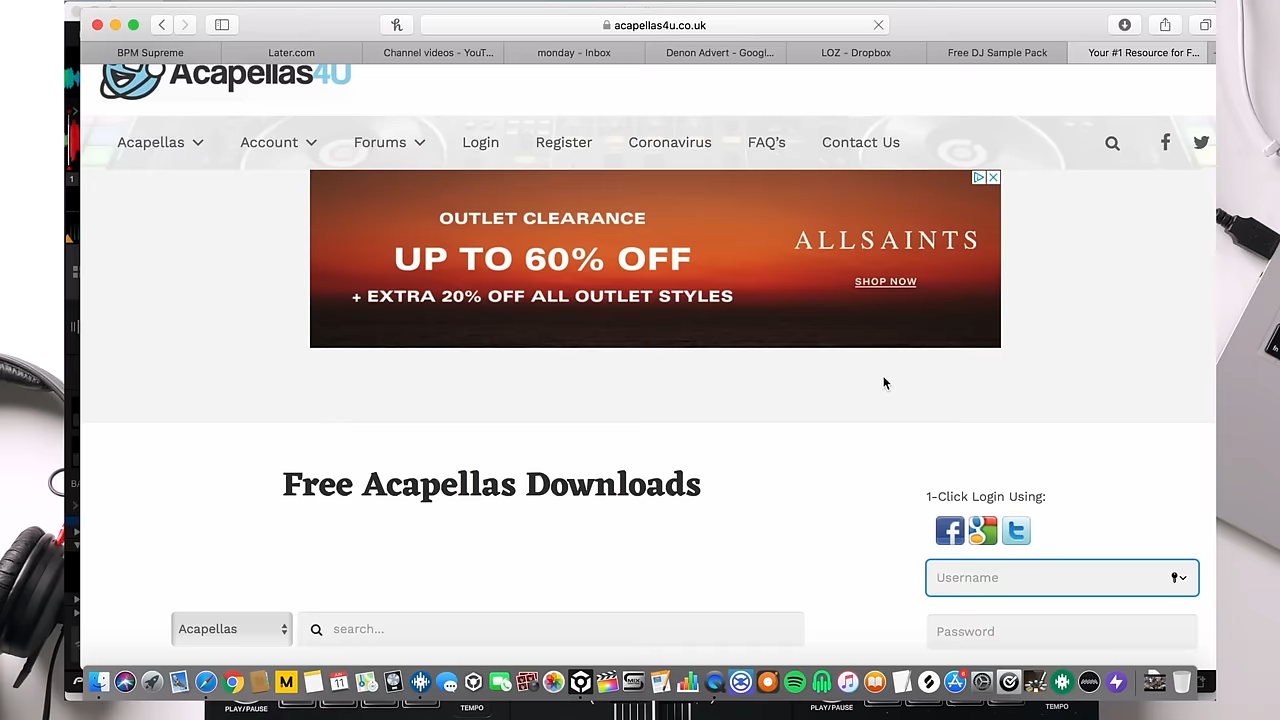 acapellas4u.co.uk
BPM Supreme
Later.com
Channel videos - YouT...
monday - Inbox
Denon Advert - Googl...
LOZ - Dropbox
Free DJ Sample Pack
Your #1 Resource for F...
Acapellas4U
Acapellas
Account
Forums
Login
Register
Coronavirus
FAQ's
Contact Us
OUTLET CLEARANCE
UP TO 60% OFF
+ EXTRA 20% OFF ALL OUTLET STYLES
ALLSAINTS
SHOP NOW
Free Acapellas Downloads
1-Click Login Using:
Username
Password
Acapellas
search...
PLAY/PAUSE
TEMPO
PLAY/PAUSE
TEMPO